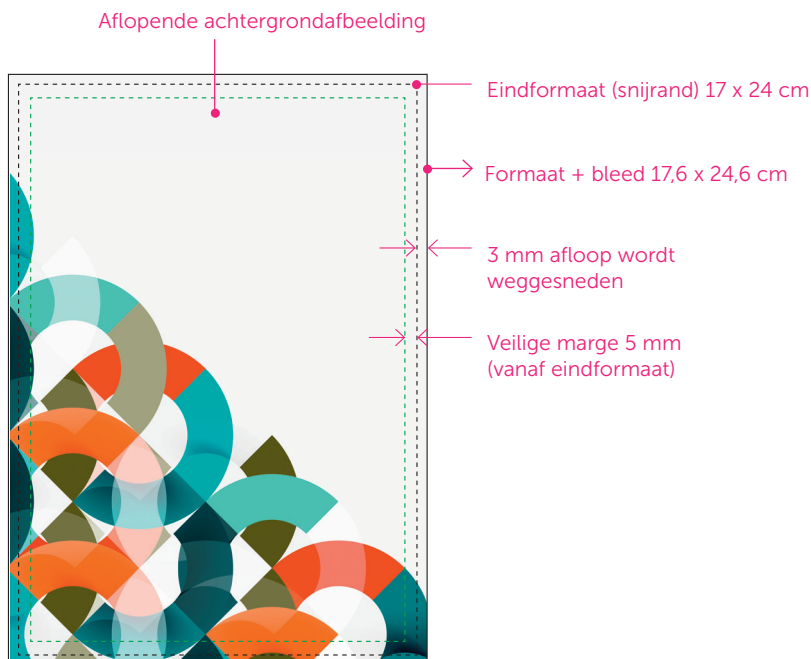 Aflopende achtergrondafbeelding
Eindformaat (snijrand) 17 x 24 cm
Formaat + bleed 17,6 x 24,6 cm
3 mm afloop wordt
weggesneden
Veilige marge 5 mm
(vanaf eindformaat)